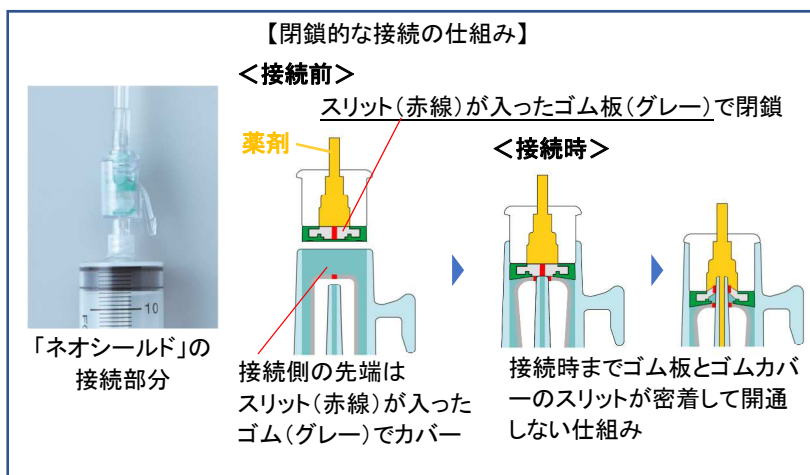 【閉鎖的な接続の仕組み】
＜接続前＞
スリット（赤線）が入ったゴム板（グレー）で閉鎖
薬剤
＜接続時＞
10
「ネオシールド」の
接続部分
接続側の先端は
スリット（赤線）が入った
ゴム（グレー）でカバー
接続時までゴム板とゴムカバ
ーのスリットが密着して開通
しない仕組み